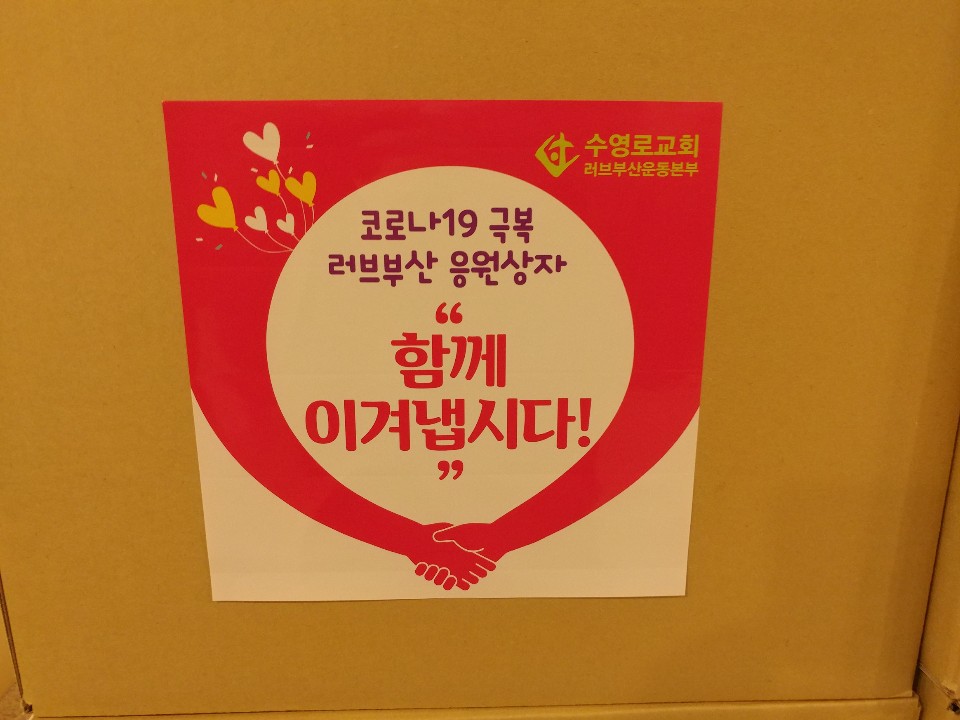 수영로교회
러브부산운동본부
코로나19 극복
러브부산 응원상자
“
함께
이겨냅시다!
”